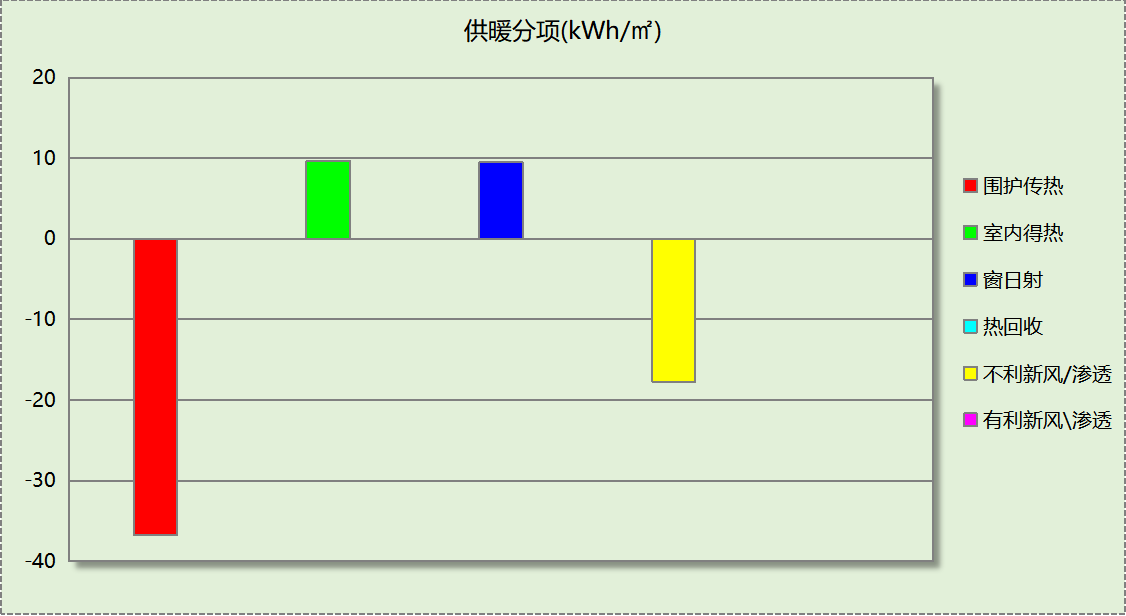 供暖分项(kWh/㎡)
20
10
0
-10
-20
-30
-40
围护传热
室内得热
窗日射
热回收
不利新风/渗透
有利新风\渗透